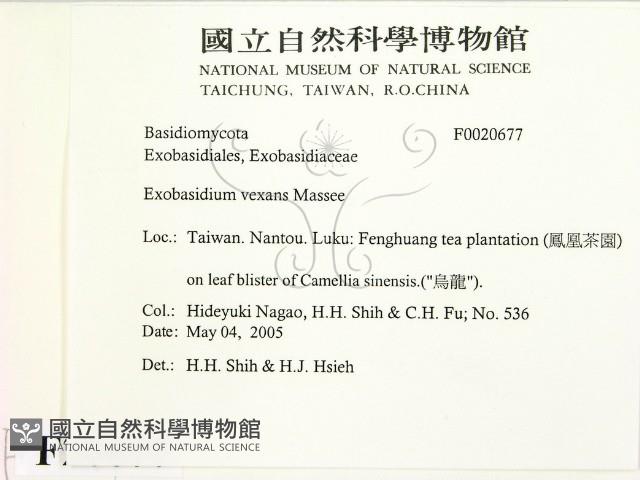 國立自然科學博物館
NATIONAL MUSEUM OF NATURAL SCIENCE
TAICHUNG, TAIWAN, R.O.CHINA
Basidiomycota F0020677
Exobasidiales, Exobasidiaceae
Exobasidium vexans Massee
Loc.: Taiwan. Nantou. Luku: Fenghuang tea plantation (鳳凰茶園)
on leaf blister of Camellia sinensis.("烏龍").
Col.: Hideyuki Nagao, H.H. Shih & C.H. Fu; No. 536
Date: May 04, 2005
Det.: H.H. Shih & H.J. Hsieh
國立自然科學博物館
NATIONAL MUSEUM OF NATURAL SCIENCE